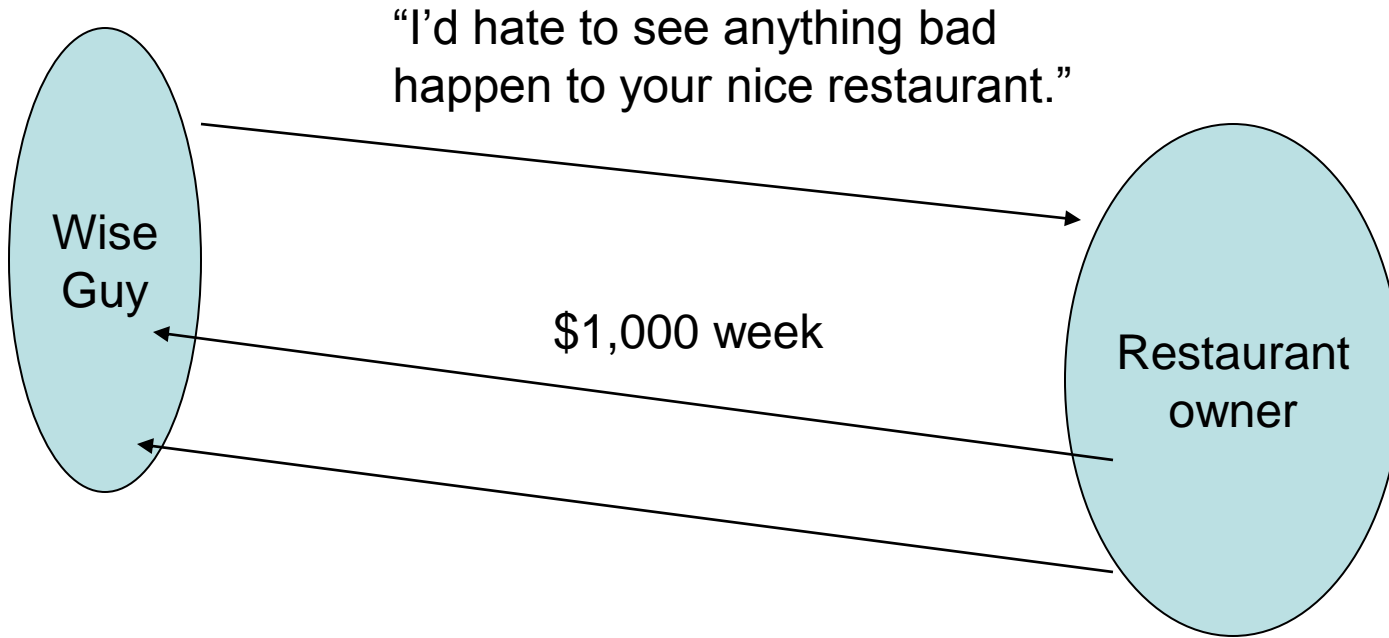 “I’d hate to see anything bad
happen to your nice restaurant.”
Wise
Guy
$1,000 week
Restaurant
owner